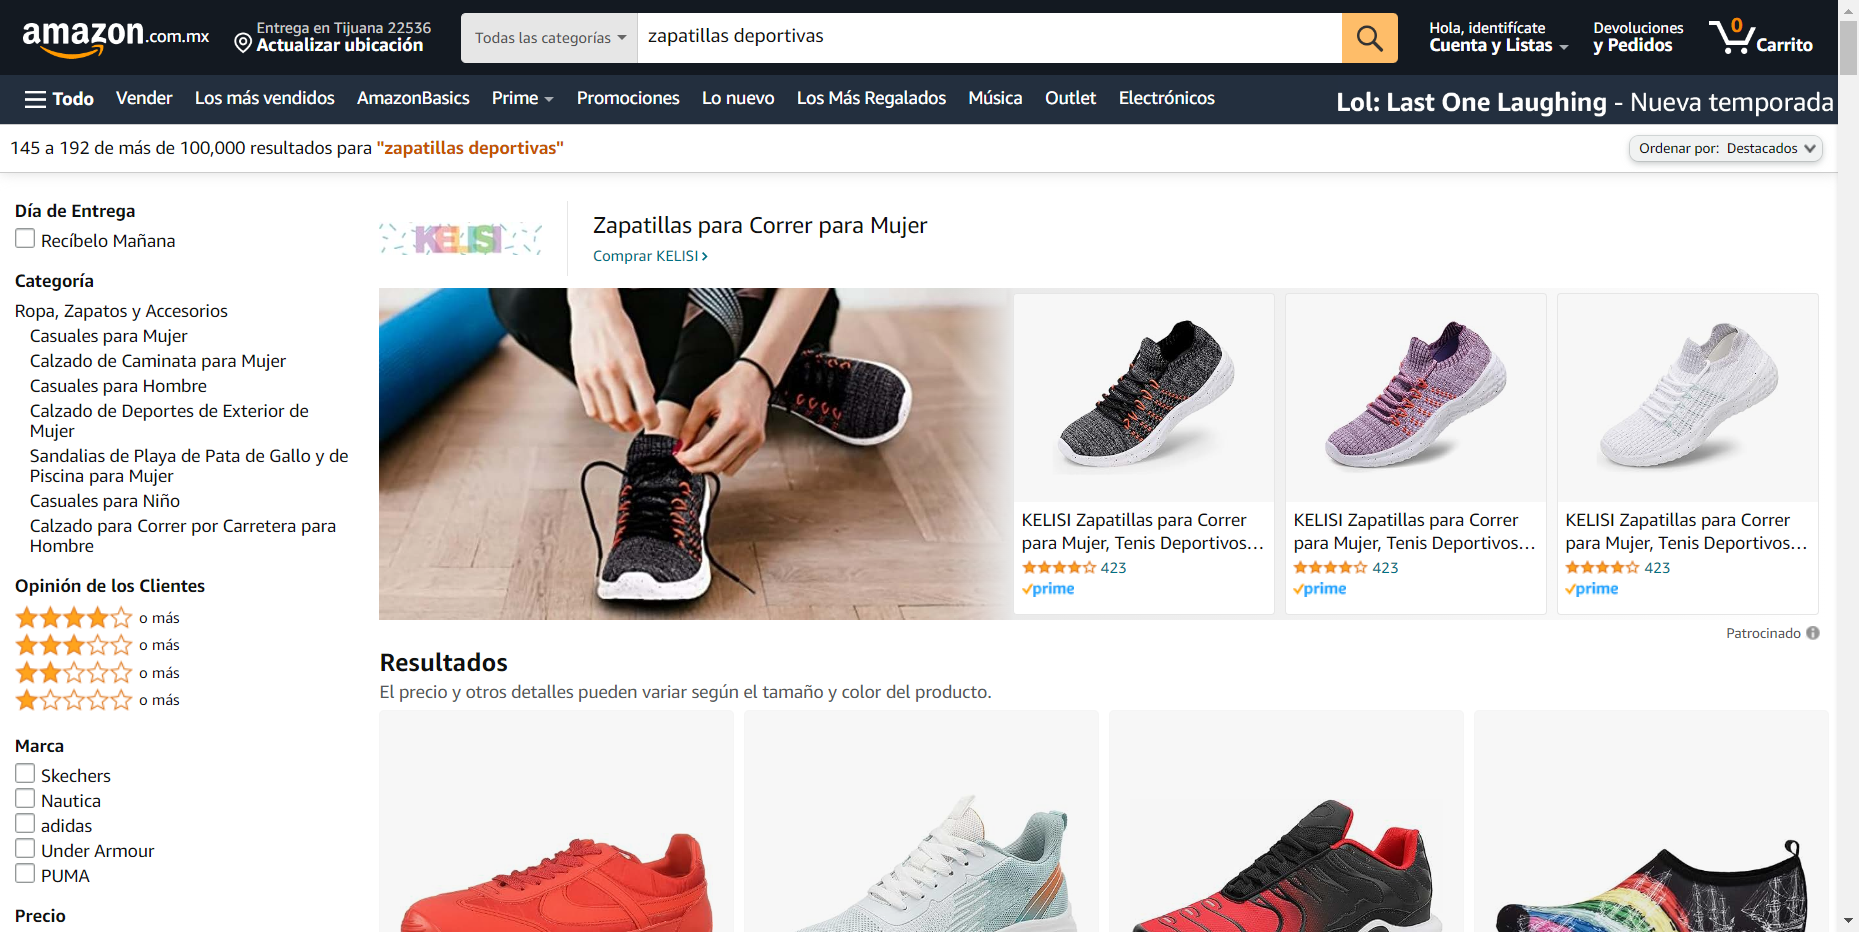 amazon.com.mx
Entrega en Tijuana 22536
Actualizar ubicación
Todas las categorías
zapatillas deportivas
Hola, identifícate
Cuenta y Listas
Devoluciones
y Pedidos
0
Carrito
Todo
Vender
Los más vendidos
AmazonBasics
Prime
Promociones
Lo nuevo
Los Más Regalados
Música
Outlet
Electrónicos
Lol: Last One Laughing - Nueva temporada
145 a 192 de más de 100,000 resultados para "zapatillas deportivas"
Ordenar por: Destacados
Día de Entrega
Recíbelo Mañana
Categoría
Ropa, Zapatos y Accesorios
Casuales para Mujer
Calzado de Caminata para Mujer
Casuales para Hombre
Calzado de Deportes de Exterior de
Mujer
Sandalias de Playa de Pata de Gallo y de
Piscina para Mujer
Casuales para Niño
Calzado para Correr por Carretera para
Hombre
Opinión de los Clientes
o más
o más
o más
o más
Marca
Skechers
Nautica
adidas
Under Armour
PUMA
Precio
KELISI
Zapatillas para Correr para Mujer
Comprar KELISI
KELISI Zapatillas para Correr
para Mujer, Tenis Deportivos…
423
prime
KELISI Zapatillas para Correr
para Mujer, Tenis Deportivos…
423
prime
KELISI Zapatillas para Correr
para Mujer, Tenis Deportivos…
423
prime
Patrocinado
Resultados
El precio y otros detalles pueden variar según el tamaño y color del producto.